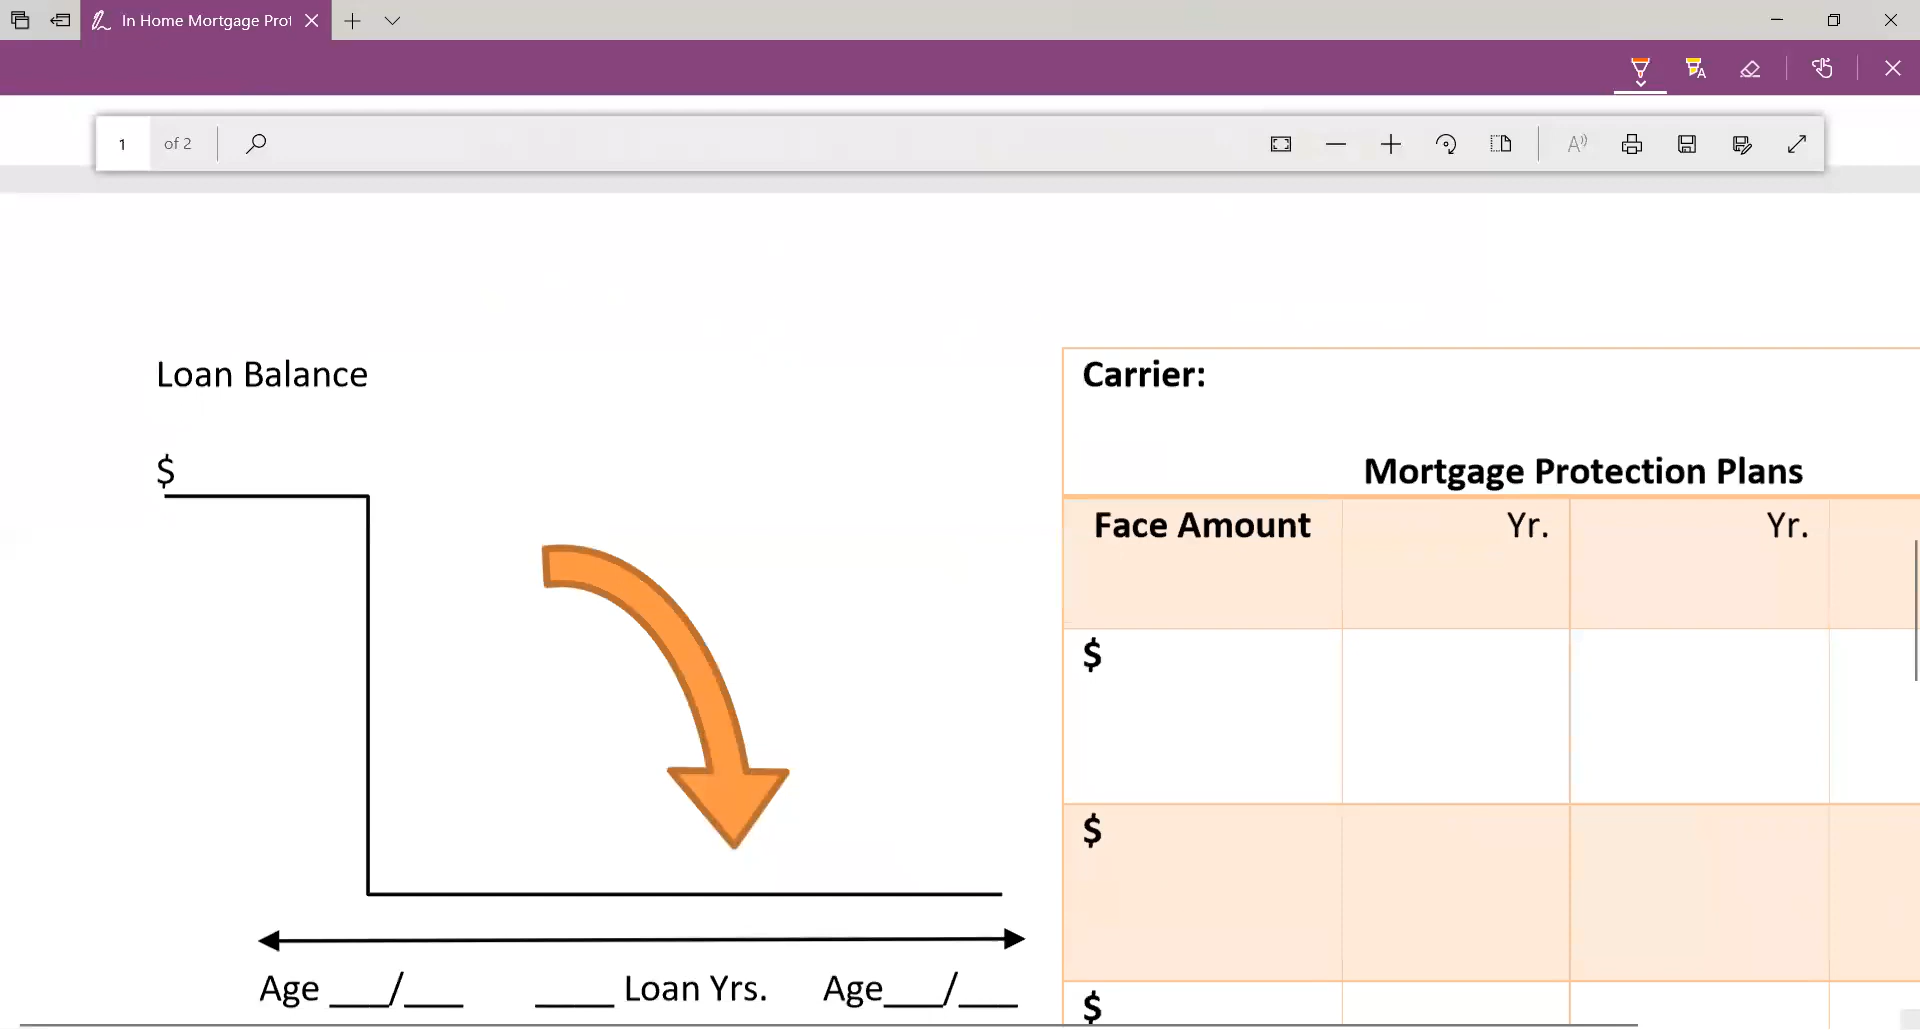 In Home Mortgage Prot
1 of 2
Loan Balance
$
Age ___/___ ____ Loan Yrs. Age___/___
Carrier:
Mortgage Protection Plans
Face Amount Yr. Yr.
$
$
$